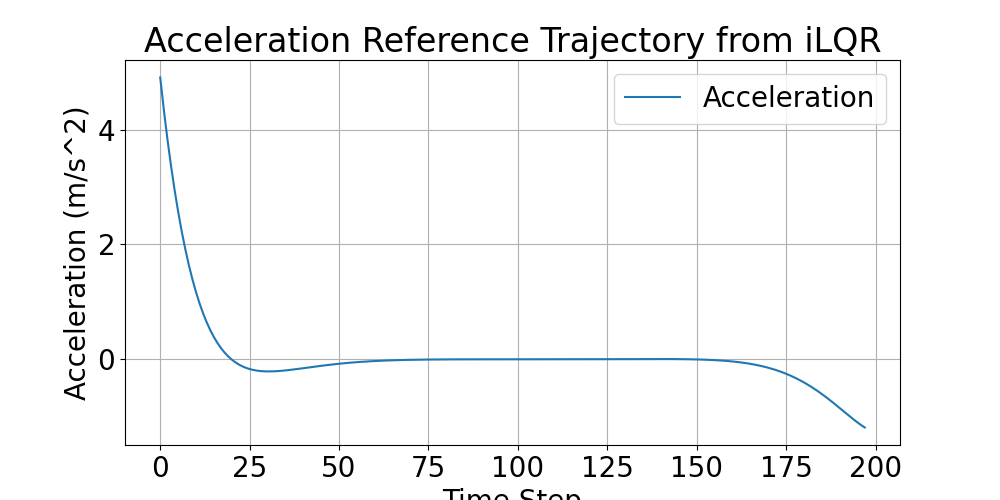 Acceleration Reference Trajectory from iLQR
Acceleration
Acceleration (m/s^2)
4
2
0
0 25 50 75 100 125 150 175 200
Time Step